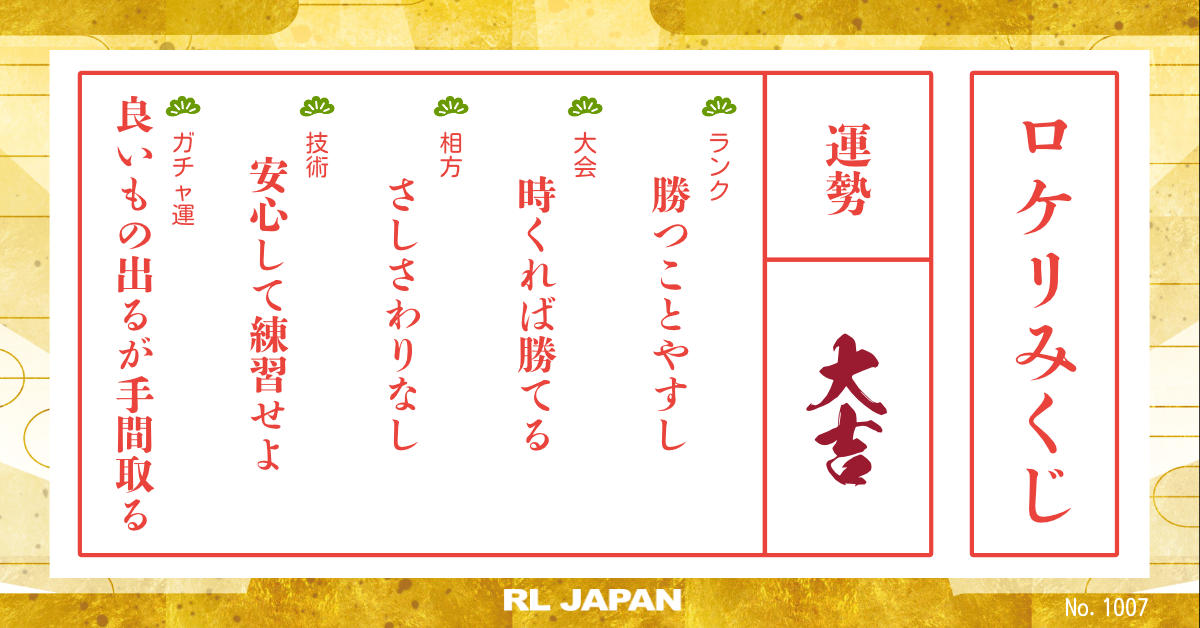 ロケリみくじ
運勢
大吉
ランク
勝つことやすし
大会
時くれば勝てる
相方
さしさわりなし
技術
安心して練習せよ
ガチャ運
良いもの出るが手間取る
RL JAPAN
No. 1007